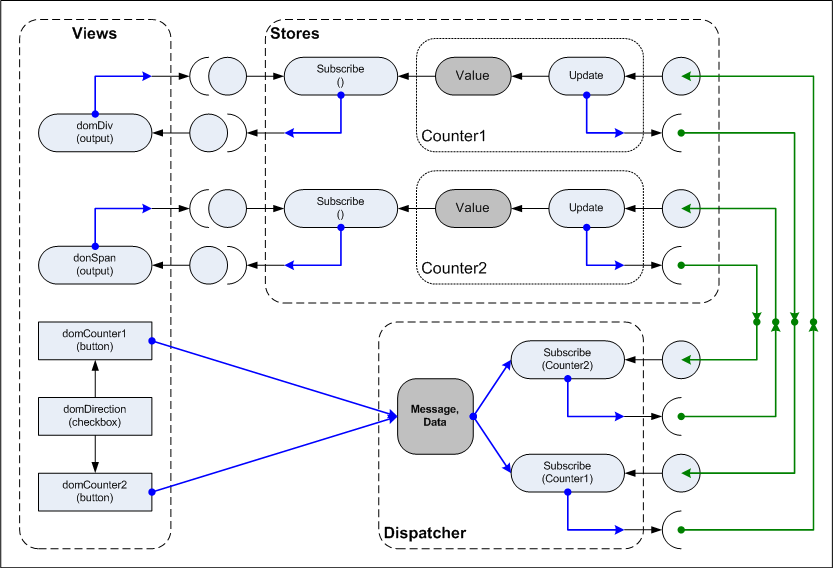 Views
Stores
Subscribe
()
Value
Update
domDiv
(output)
Counter1
Subscribe
()
Value
Update
donSpan
(output)
Counter2
domCounter1
(button)
Subscribe
(Counter2)
domDirection
(checkbox)
Message,
Data
domCounter2
(button)
Subscribe
(Counter1)
Dispatcher